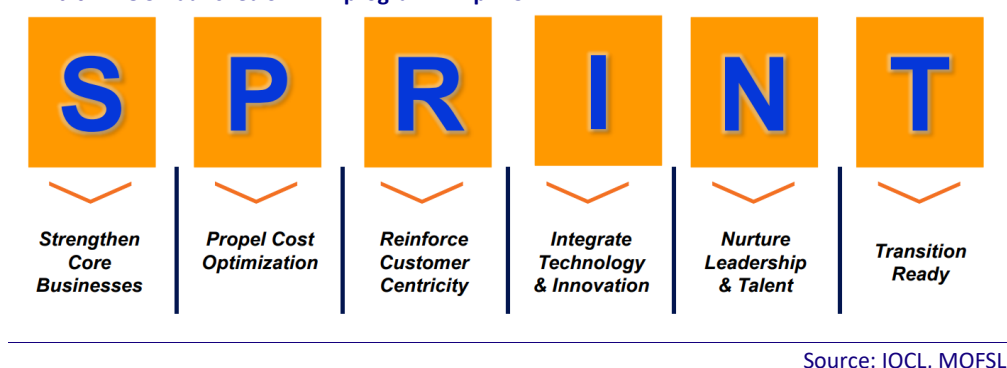 S P R I N T
Strengthen
Core
Businesses
Propel Cost
Optimization
Reinforce
Customer
Centricity
Integrate
Technology
& Innovation
Nurture
Leadership
& Talent
Transition
Ready
Source: IOCL, MOFSL